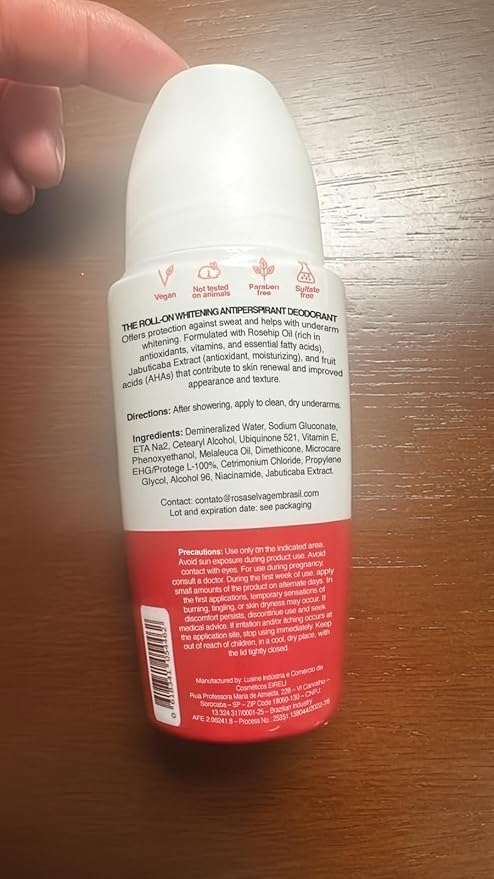 Vegan
Not tested
on animals
Paraben
free
Sulfate
free
THE ROLL-ON WHITENING ANTIPERSPIRANT DEODORANT
Offers protection against sweat and helps with underarm
whitening. Formulated with Rosehip Oil (rich in
antioxidants, vitamins, and essential fatty acids),
Jabuticaba Extract (antioxidant, moisturizing), and fruit
acids (AHAs) that contribute to skin renewal and improved
appearance and texture.
Directions: After showering, apply to clean, dry underarms.
Ingredients: Demineralized Water, Sodium Gluconate,
ETA Na2, Cetearyl Alcohol, Ubiquinone 521, Vitamin E,
Phenoxyethanol, Melaleuca Oil, Dimethicone, Microcare
EHG/Protege L-100%, Cetrimonium Chloride, Propylene
Glycol, Alcohol 96, Niacinamide, Jabuticaba Extract.
Contact: contato@rosaselvagembrasil.com
Lot and expiration date: see packaging
Precautions: Use only on the indicated area.
Avoid sun exposure during product use. Avoid
contact with eyes. For use during pregnancy,
consult a doctor. During the first week of use, apply
small amounts of the product on alternate days. In
the first applications, temporary sensations of
burning, tingling, or skin dryness may occur. If
discomfort persists, discontinue use and seek
medical advice. If irritation and/or itching occurs at
the application site, stop using immediately. Keep
out of reach of children, in a cool, dry place, with
the lid tightly closed
Manufactured by: Lusine Indústria e Comércio de
Cosméticos EIRELI
Rua Professora Maria de Almeida, 228 – Vl Carvalho –
Sorocaba – SP – ZIP Code 18060-130 – CNPJ:
13.324.317/0001-25 – Brazilian Industry
AFE 2.06241.8 – Process No.